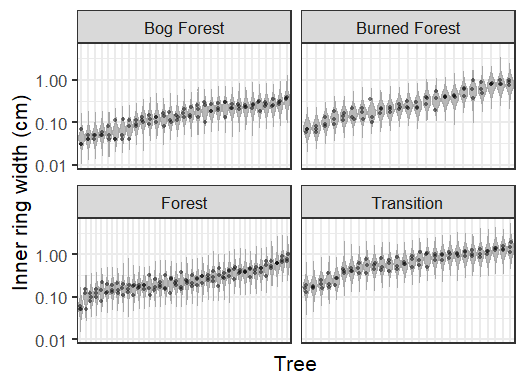 Bog Forest
Burned Forest
1.00
0.10
0.01
Inner ring width (cm)
Forest
Transition
1.00
0.10
0.01
Tree